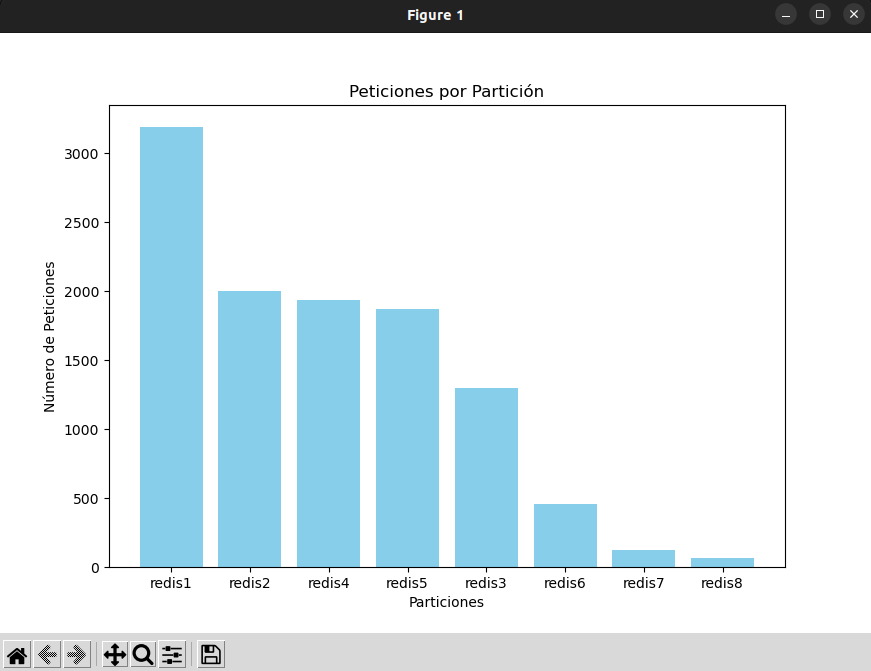 Figure 1
Peticiones por Partición
Número de Peticiones
3000
2500
2000
1500
1000
500
0
redis1 redis2 redis4 redis5 redis3 redis6 redis7 redis8
Particiones